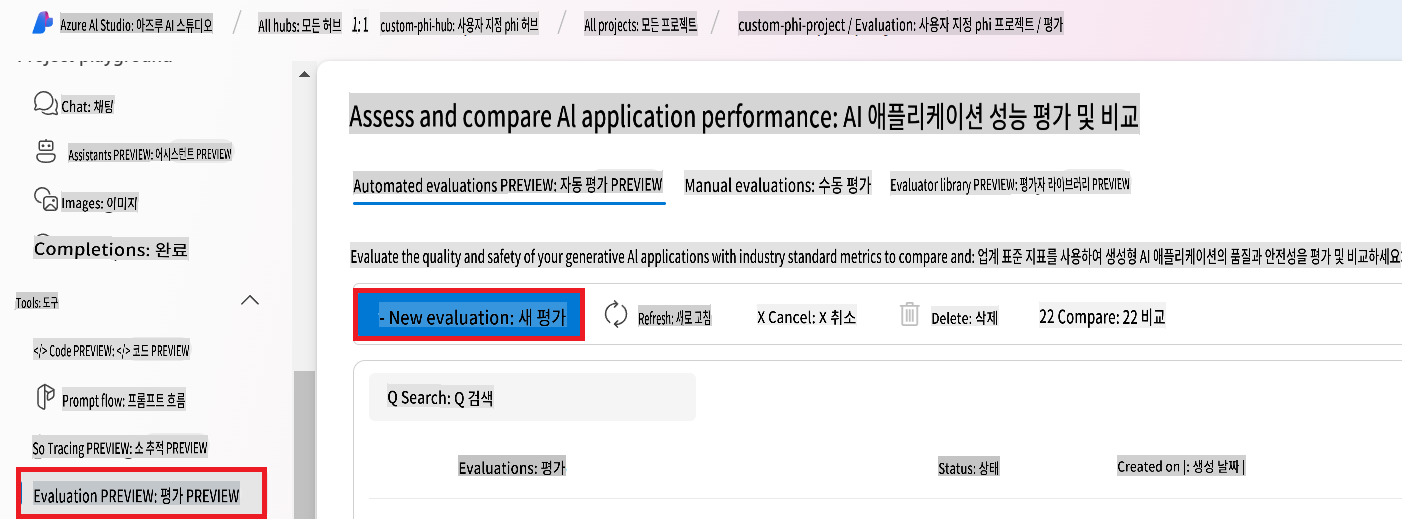 Azure AI Studio: 아즈루 AI 스튜디오 / All hubs: 모든 허브 1:1 custom-phi-hub: 사용자 지정 phi 허브 / All projects: 모든 프로젝트 / custom-phi-project / Evaluation: 사용자 지정 phi 프로젝트 / 평가
Project playground
Chat: 채팅
Assistants PREVIEW: 어시스턴트 PREVIEW
Images: 이미지
Completions: 완료
Tools: 도구
</> Code PREVIEW: </> 코드 PREVIEW
Prompt flow: 프롬프트 흐름
So Tracing PREVIEW: 소 추적 PREVIEW
Evaluation PREVIEW: 평가 PREVIEW
Assess and compare Al application performance: AI 애플리케이션 성능 평가 및 비교
Automated evaluations PREVIEW: 자동 평가 PREVIEW
Manual evaluations: 수동 평가
Evaluator library PREVIEW: 평가자 라이브러리 PREVIEW
Evaluate the quality and safety of your generative Al applications with industry standard metrics to compare and: 업계 표준 지표를 사용하여 생성형 AI 애플리케이션의 품질과 안전성을 평가 및 비교하세요
- New evaluation: 새 평가
Refresh: 새로 고침
X Cancel: X 취소
Delete: 삭제
22 Compare: 22 비교
Q Search: Q 검색
Evaluations: 평가
Status: 상태
Created on |: 생성 날짜 |